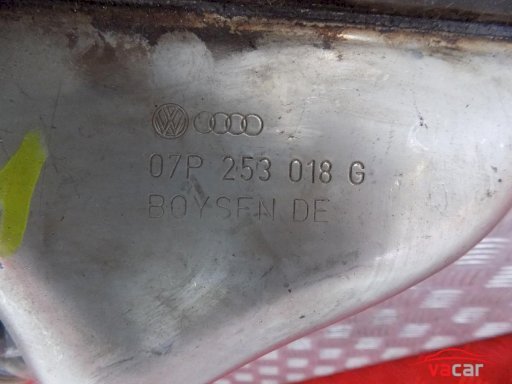 07P 253 018 G
BOYSEN DE
vacar